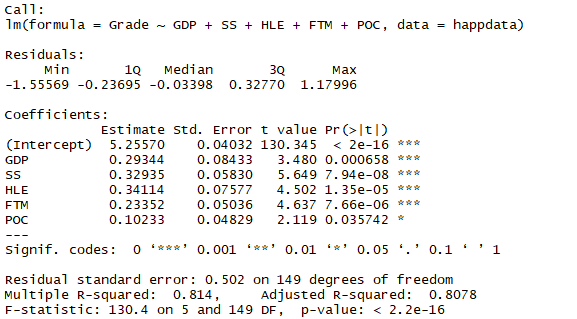 Call:
lm(formula = Grade ~ GDP + SS + HLE + FTM + POC, data = happdata)
Residuals:
Min 1Q Median 3Q Max
-1.55569 -0.23695 -0.03398 0.32770 1.17996
Coefficients:
Estimate Std. Error t value Pr(>|t|)
(Intercept) 5.25570 0.04032 130.345 < 2e-16 ***
GDP 0.29344 0.08433 3.480 0.000658 ***
SS 0.32935 0.05830 5.649 7.94e-08 ***
HLE 0.34114 0.07577 4.502 1.35e-05 ***
FTM 0.23352 0.05036 4.637 7.66e-06 ***
POC 0.10233 0.04829 2.119 0.035742 *
---
Signif. codes: 0 ‘***’ 0.001 ‘**’ 0.01 ‘*’ 0.05 ‘.’ 0.1 ‘ ’ 1
Residual standard error: 0.502 on 149 degrees of freedom
Multiple R-squared: 0.814, Adjusted R-squared: 0.8078
F-statistic: 130.4 on 5 and 149 DF, p-value: < 2.2e-16